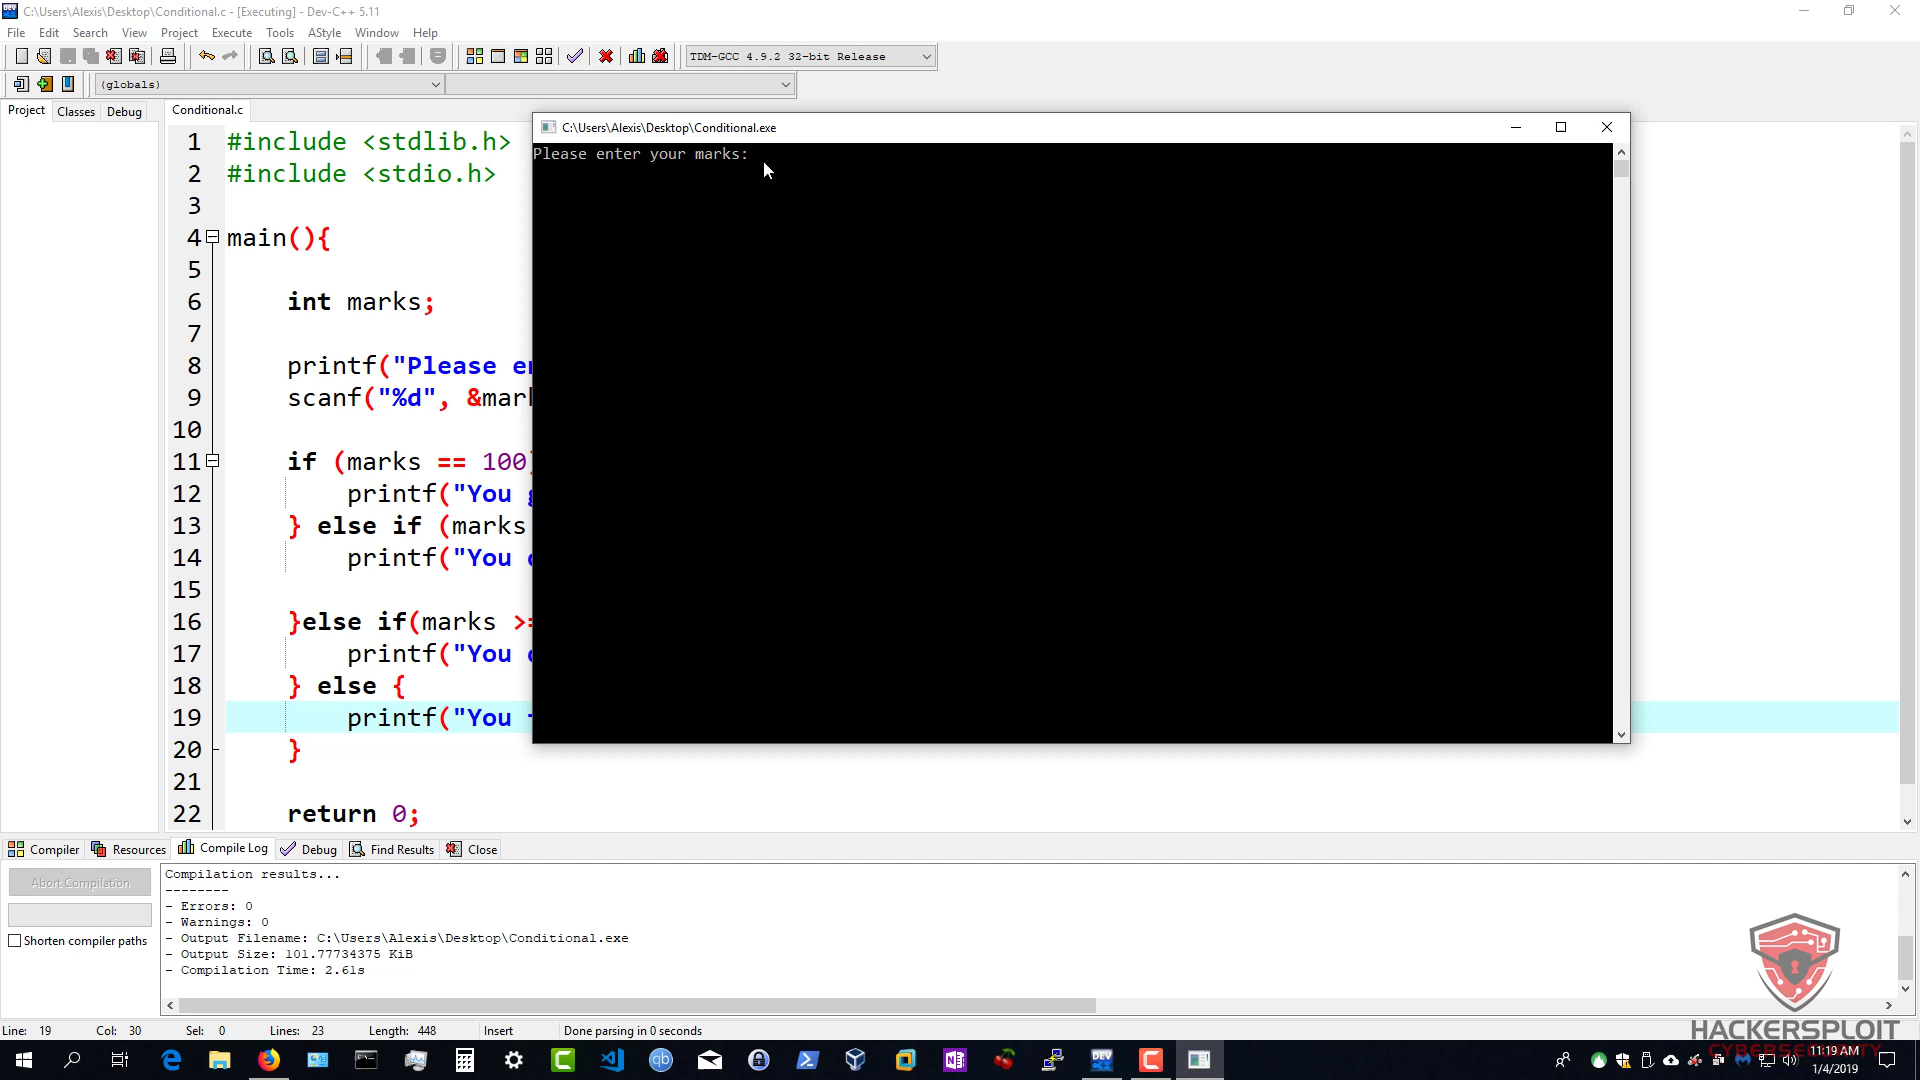 C:\Users\Alexis\Desktop\Conditional.c - [Executing] - Dev-C++ 5.11
File Edit Search View Project Execute Tools AStyle Window Help
TDM-GCC 4.9.2 32-bit Release
(globals)
Project Classes Debug
Conditional.c
1 #include <stdlib.h>
2 #include <stdio.h>
3
4 main(){
5
6 int marks;
7
8 printf("Please en
9 scanf("%d", &mark
10
11 if (marks == 100)
12 printf("You g
13 } else if (marks
14 printf("You
15
16 }else if(marks >=
17 printf("You
18 } else {
19 printf("You
20 }
21
22 return 0;
C:\Users\Alexis\Desktop\Conditional.exe
Please enter your marks:
Compiler Resources Compile Log Debug Find Results Close
Abort Compilation
Shorten compiler paths
Compilation results...
--------
- Errors: 0
- Warnings: 0
- Output Filename: C:\Users\Alexis\Desktop\Conditional.exe
- Output Size: 101.77734375 KiB
- Compilation Time: 2.61s
Line: 19 Col: 30 Sel: 0 Lines: 23 Length: 448 Insert Done parsing in 0 seconds
HACKERSPLOIT
CYBERSECURITY
11:19 AM
1/4/2019